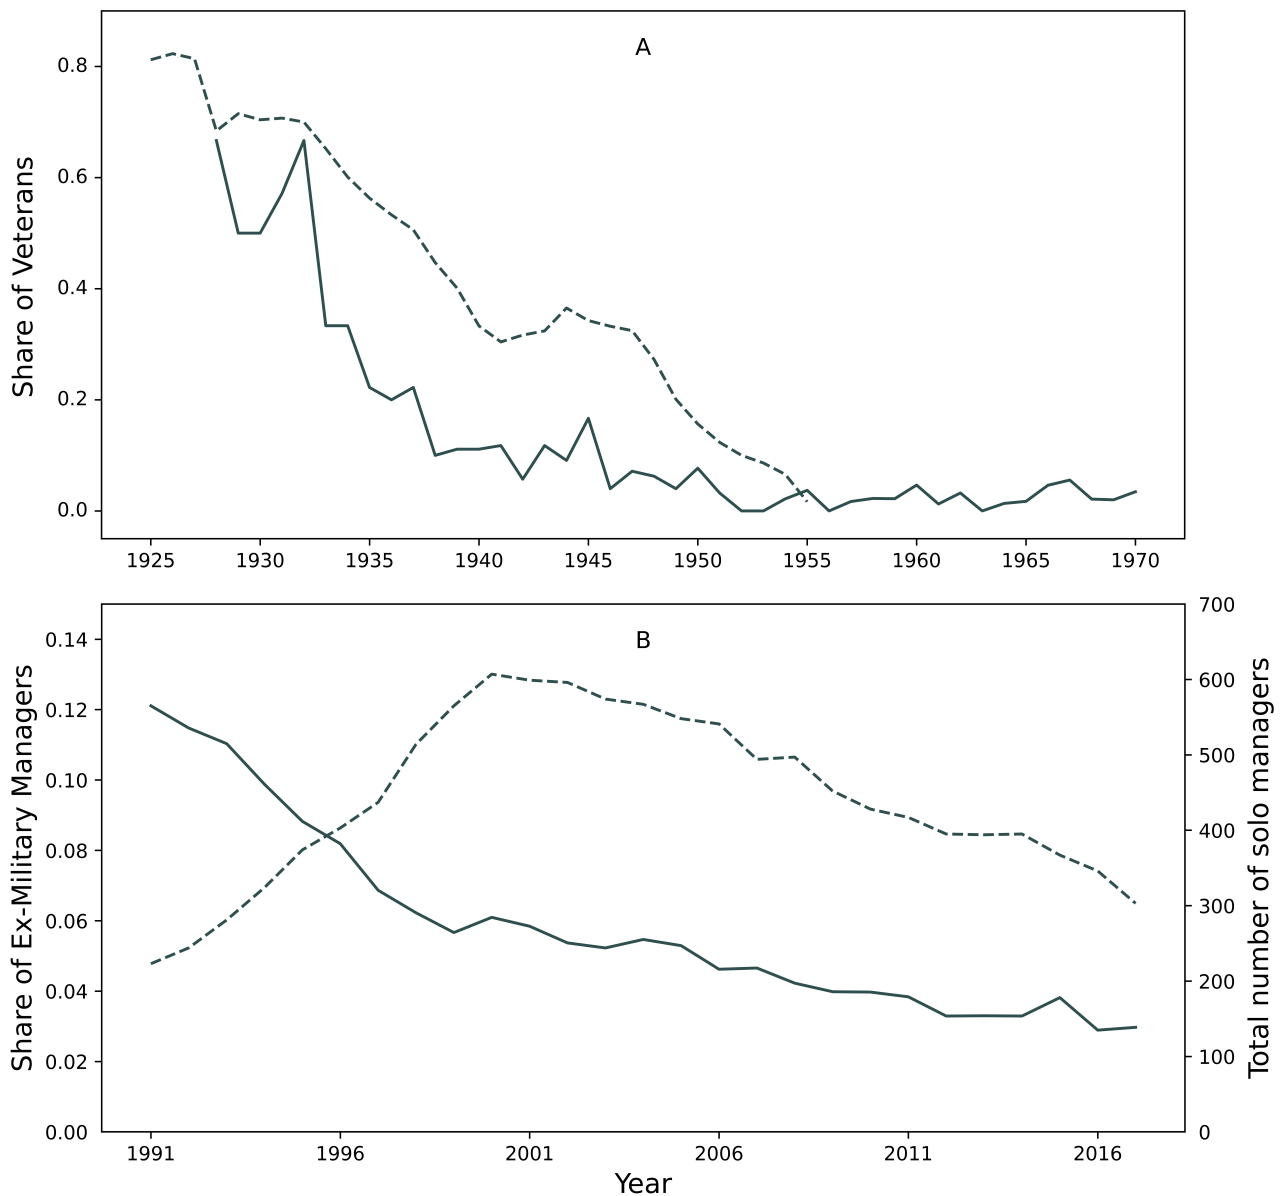 A
0.8
0.6
0.4
0.2
0.0
Share of Veterans
1925 1930 1935 1940 1945 1950 1955 1960 1965 1970
B
0.14
0.12
0.10
0.08
0.06
0.04
0.02
0.00
Share of Ex-Military Managers
700
600
500
400
300
200
100
0
Total number of solo managers
1991 1996 2001 2006 2011 2016
Year